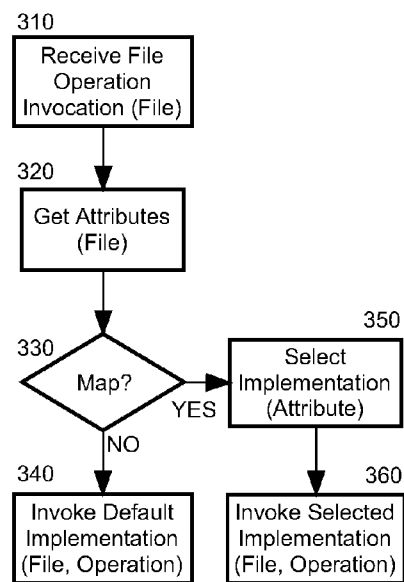 310
Receive File
Operation
Invocation (File)
320
Get Attributes
(File)
330
Map?
YES
NO
350
Select
Implementation
(Attribute)
340
Invoke Default
Implementation
(File, Operation)
360
Invoke Selected
Implementation
(File, Operation)